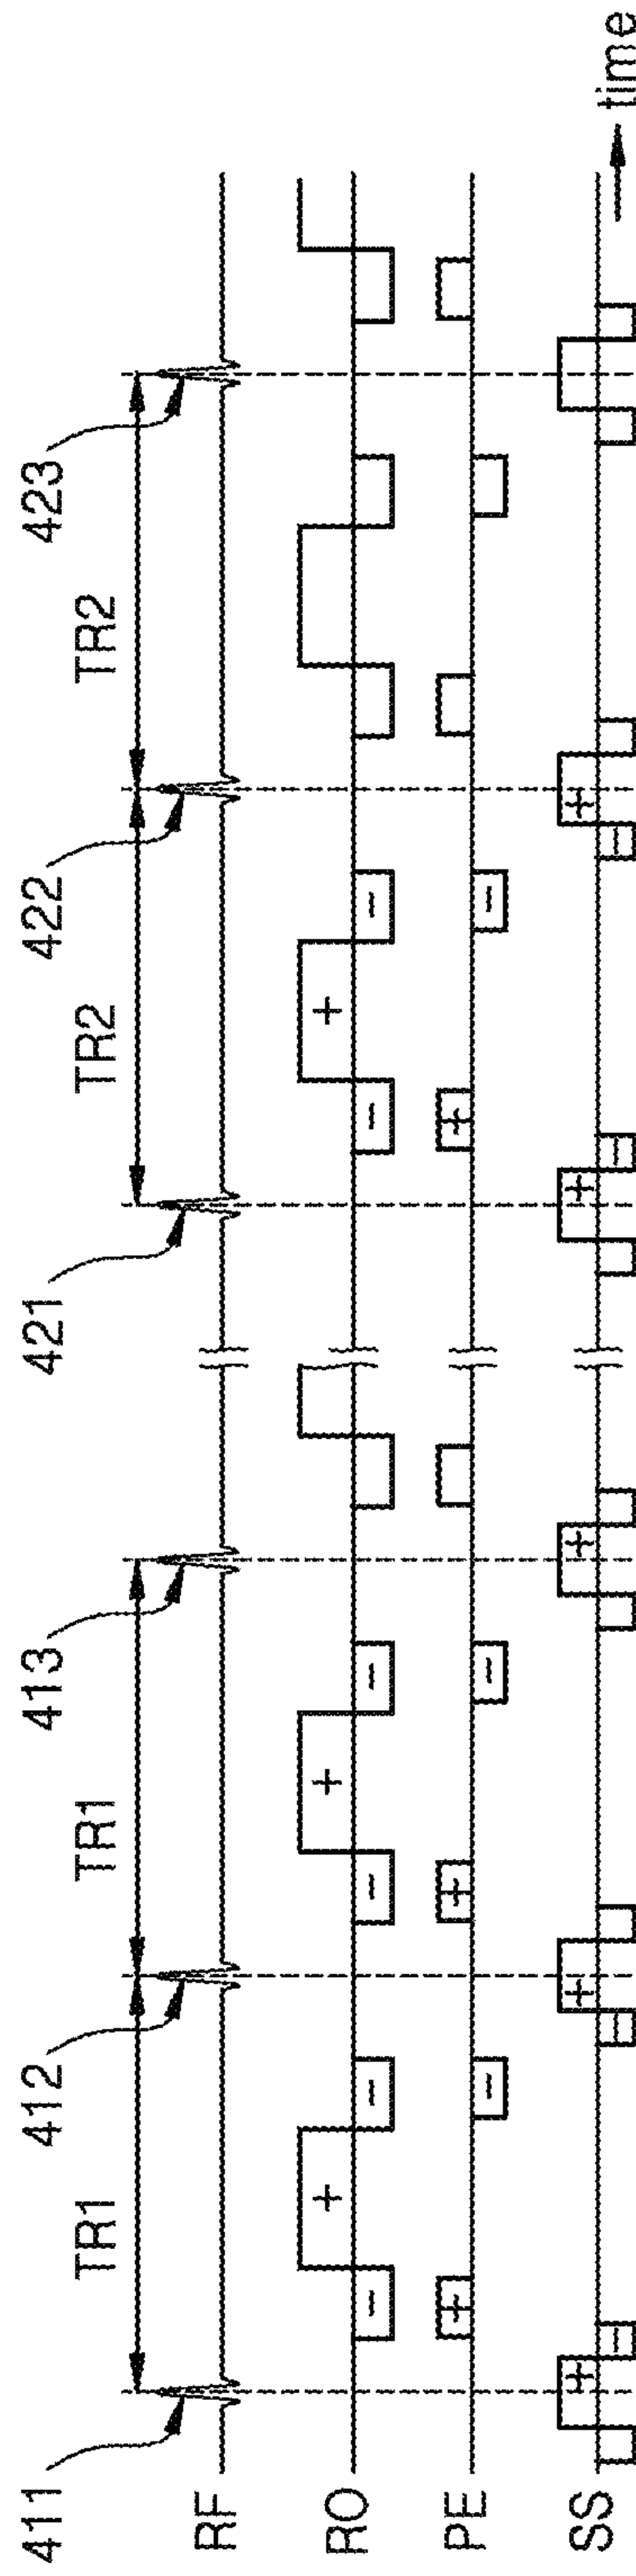 411 412 413 421 422 423
TR1 TR1 TR2 TR2
RF
RO
− + − − + − − + −
PE
+ − + − + −
SS
+ − − + + + − − +
time